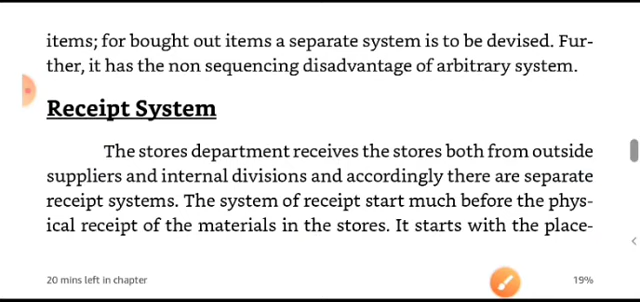 items; for bought out items a separate system is to be devised. Fur-
ther, it has the non sequencing disadvantage of arbitrary system.
Receipt System
The stores department receives the stores both from outside
suppliers and internal divisions and accordingly there are separate
receipt systems. The system of receipt start much before the phys-
ical receipt of the materials in the stores. It starts with the place-
20 mins left in chapter
19%